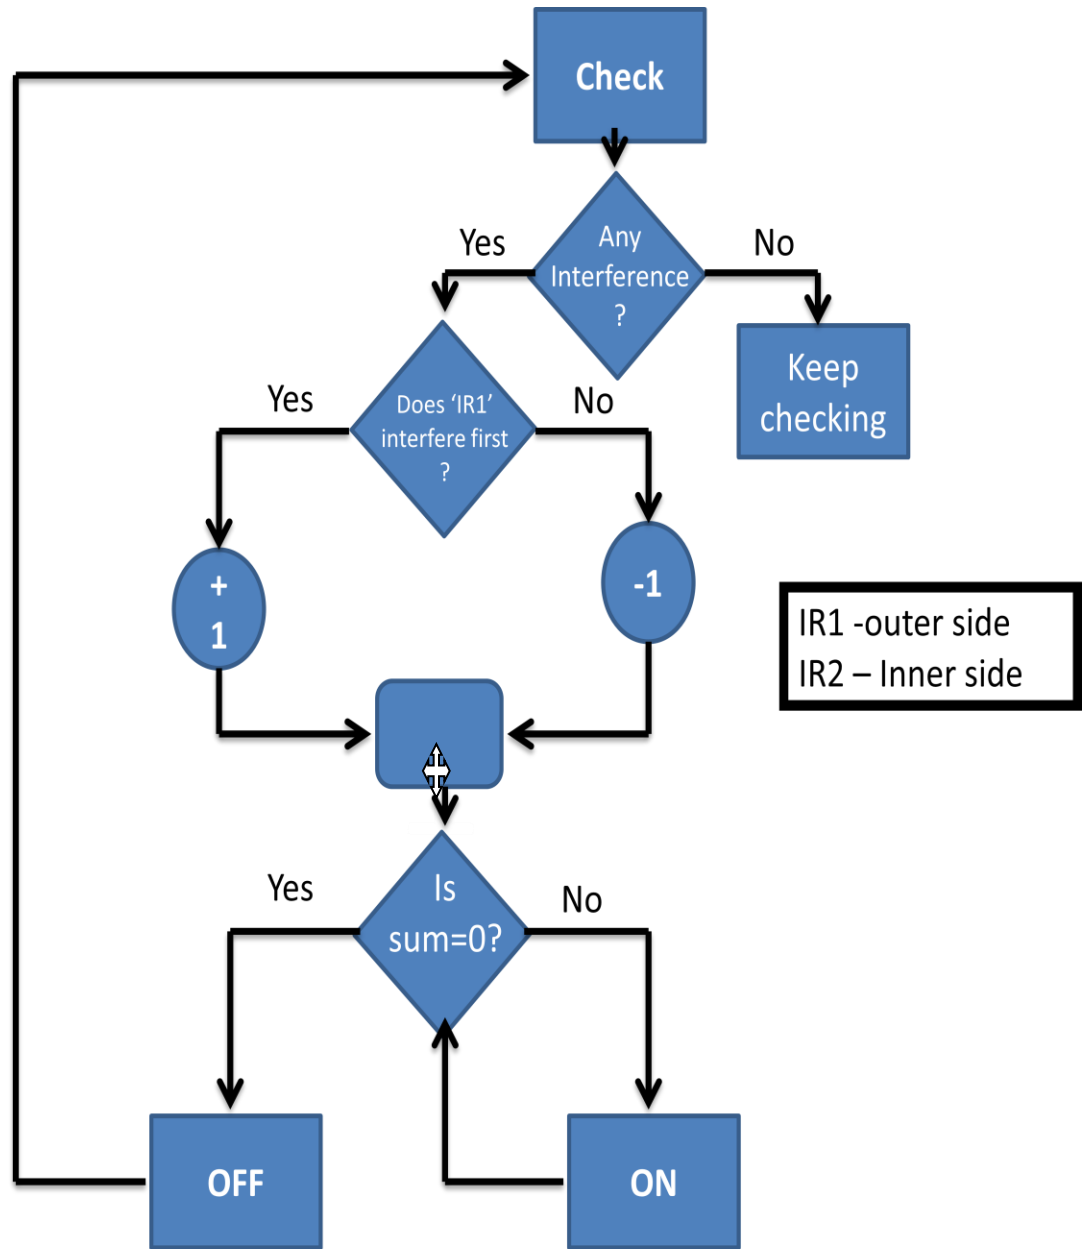 Check
Yes
Any
Interference
?
No
Keep
checking
Yes
Does ‘IR1’
interfere first
?
No
+
1
-1
IR1 -outer side
IR2 – Inner side
Yes
Is
sum=0?
No
OFF
ON